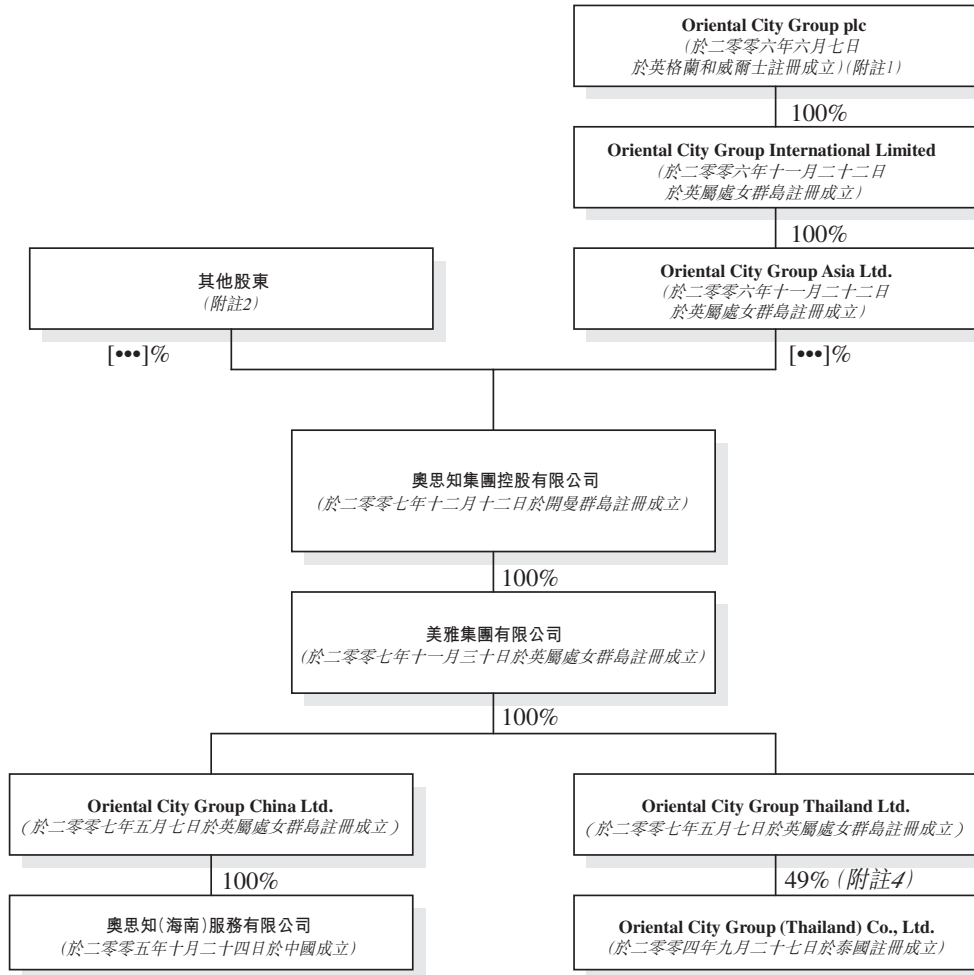 Oriental City Group plc
(於二零零六年六月七日
於英格蘭和威爾士註冊成立)(附註1)
100%
Oriental City Group International Limited
(於二零零六年十一月二十二日
於英屬處女群島註冊成立)
100%
其他股東
(附註2)
Oriental City Group Asia Ltd.
(於二零零六年十一月二十二日
於英屬處女群島註冊成立)
[•••]%
[•••]%
奧思知集團控股有限公司
(於二零零七年十二月十二日於開曼群島註冊成立)
100%
美雅集團有限公司
(於二零零七年十一月三十日於英屬處女群島註冊成立)
100%
Oriental City Group China Ltd.
(於二零零七年五月七日於英屬處女群島註冊成立)
Oriental City Group Thailand Ltd.
(於二零零七年五月七日於英屬處女群島註冊成立)
100%
49% (附註4)
奧思知(海南)服務有限公司
(於二零零五年十月二十四日於中國成立)
Oriental City Group (Thailand) Co., Ltd.
(於二零零四年九月二十七日於泰國註冊成立)